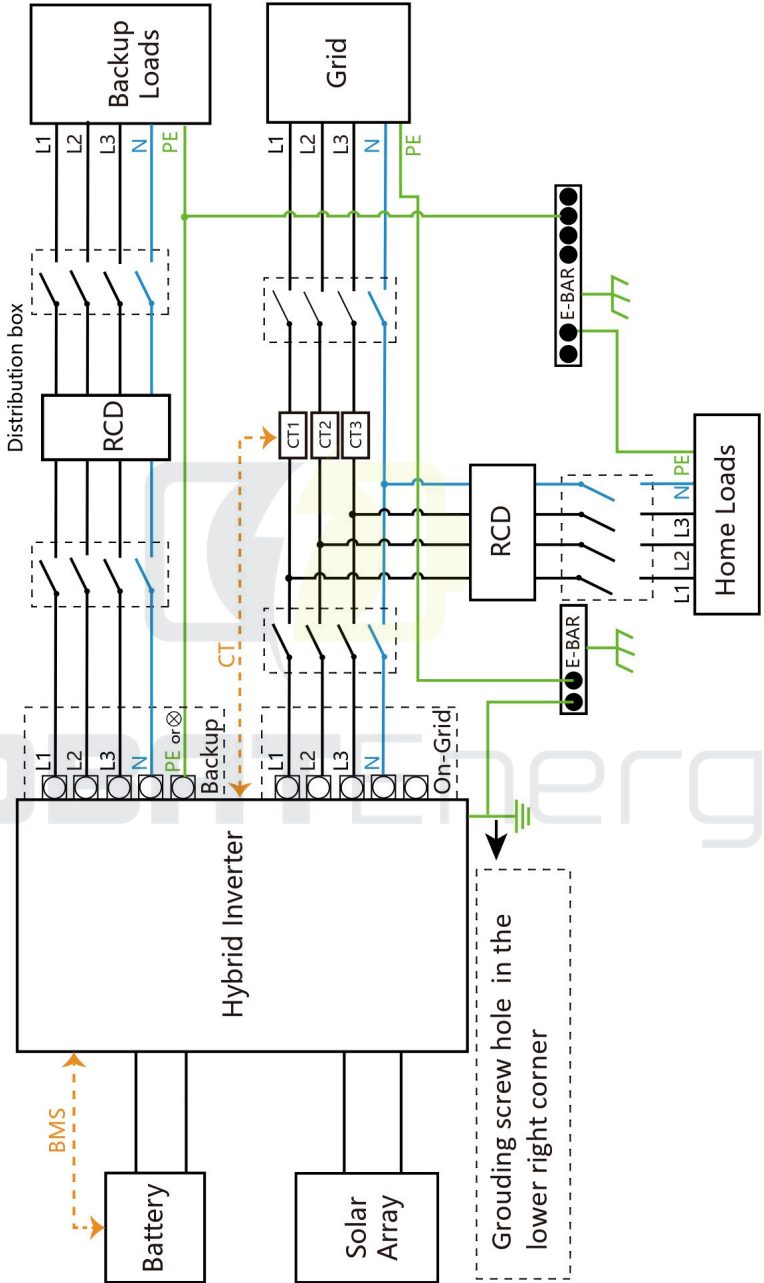 Distribution box
L1
L2
L3
N
PE or
Backup
L1
L2
L3
N
PE
RCD
Backup
Loads
BMS
Battery
Hybrid Inverter
CT
Solar
Array
L1
L2
L3
N
On-Grid
CT1
CT2
CT3
L1
L2
L3
N
PE
Grid
Grouding screw hole in the
lower right corner
E-BAR
RCD
E-BAR
L1
L2
L3
N
PE
Home Loads